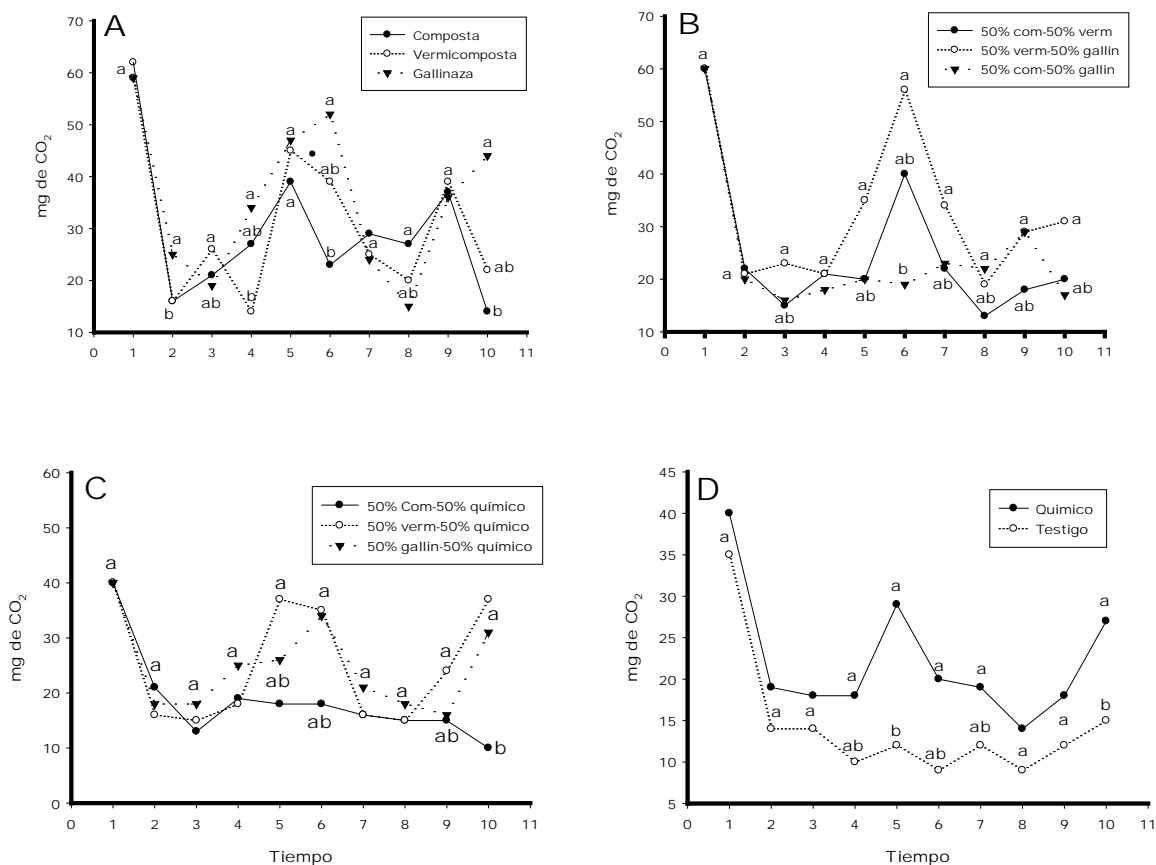 A
Composta
Vermicomposta
Gallinaza
mg de CO2
70
60
50
40
30
20
10
0 1 2 3 4 5 6 7 8 9 10 11
a
a
b
a
ab
a
ab
b
a
a
a
ab
b
a
a
ab
a
a
ab
b
B
50% com-50% verm
50% verm-50% gallin
50% com-50% gallin
mg de CO2
70
60
50
40
30
20
10
0 1 2 3 4 5 6 7 8 9 10 11
a
a
a
ab
a
a
ab
a
ab
b
a
ab
a
ab
a
ab
a
ab
C
50% Com-50% químico
50% verm-50% químico
50% gallin-50% químico
mg de CO2
60
50
40
30
20
10
0
0 1 2 3 4 5 6 7 8 9 10 11
Tiempo
a
a
a
a
a
ab
a
ab
a
a
a
ab
a
b
D
Quimico
Testigo
mg de CO2
45
40
35
30
25
20
15
10
5
0 1 2 3 4 5 6 7 8 9 10 11
Tiempo
a
a
a
a
ab
a
b
a
ab
a
ab
a
a
a
b